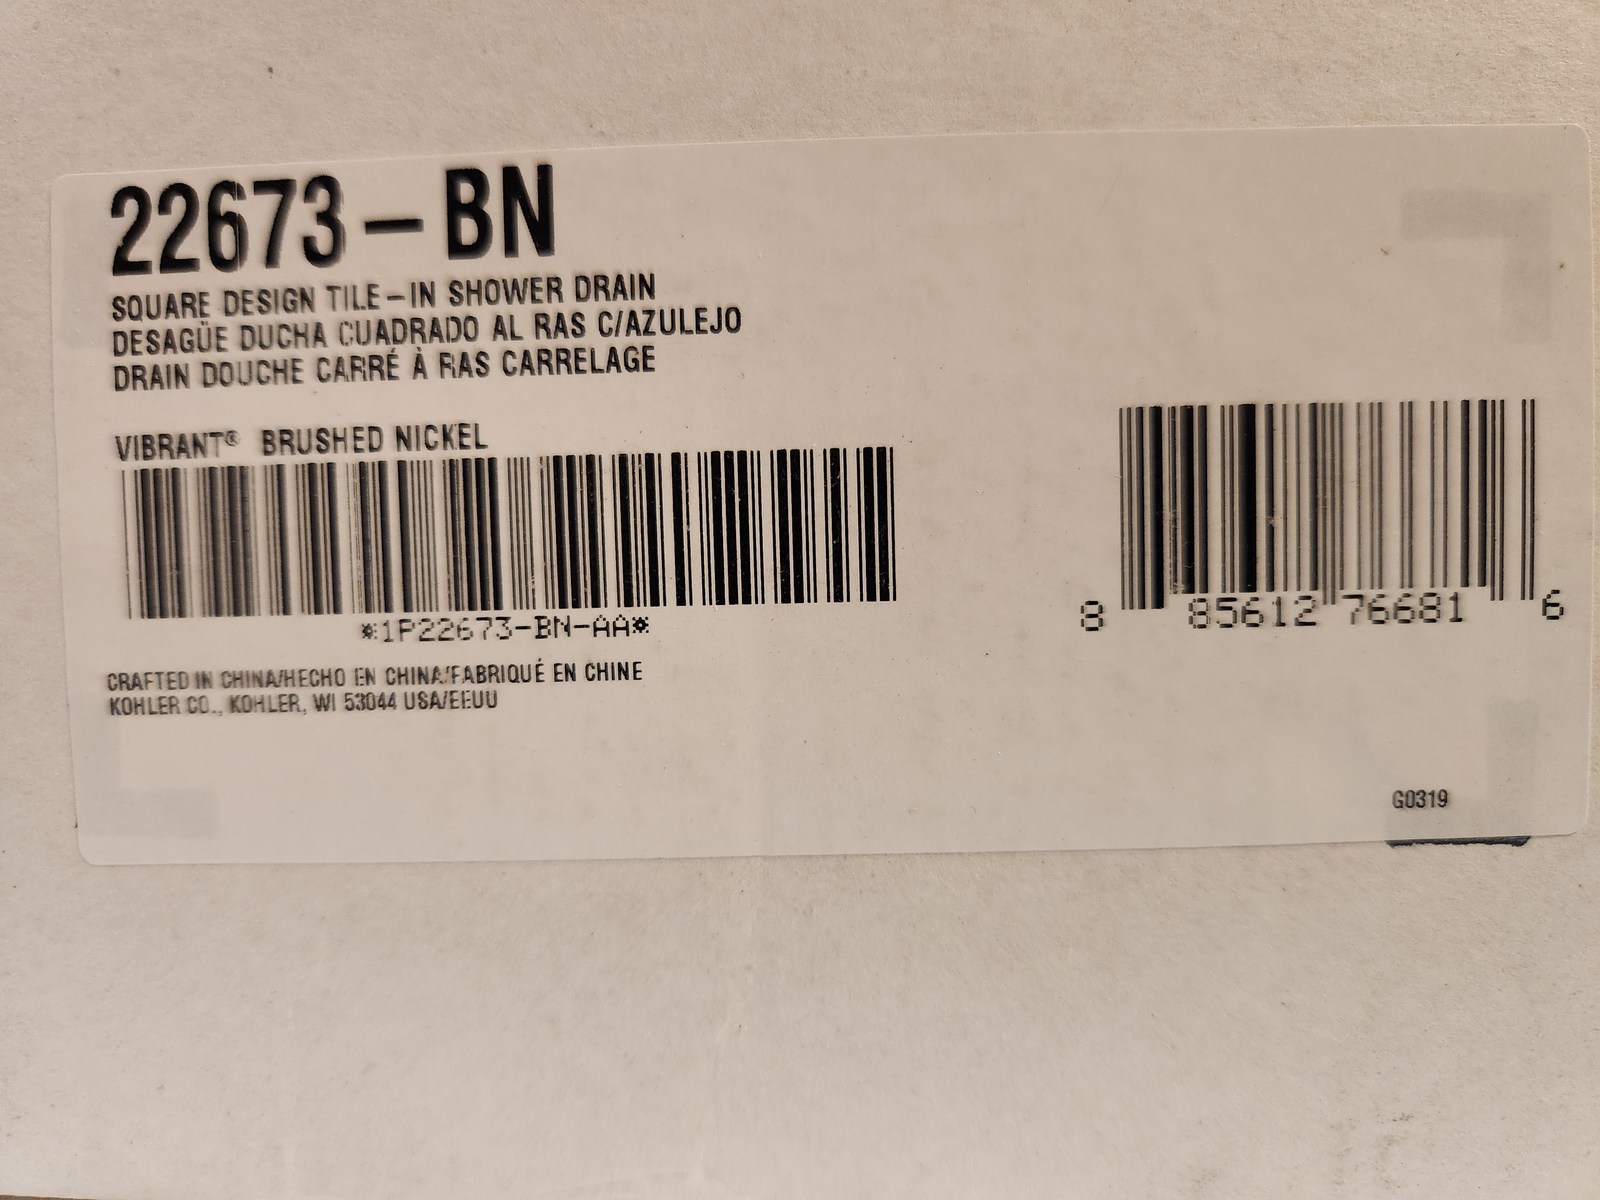 22673-BN
SQUARE DESIGN TILE-IN SHOWER DRAIN
DESAGÜE DUCHA CUADRADO AL RAS C/AZULEJO
DRAIN DOUCHE CARRÉ À RAS CARRELAGE
VIBRANT® BRUSHED NICKEL
*1P22673-BN-AA*
8 85612 76681 6
CRAFTED IN CHINA/HECHO EN CHINA/FABRIQUÉ EN CHINE
KOHLER CO., KOHLER, WI 53044 USA/EEUU
G0319